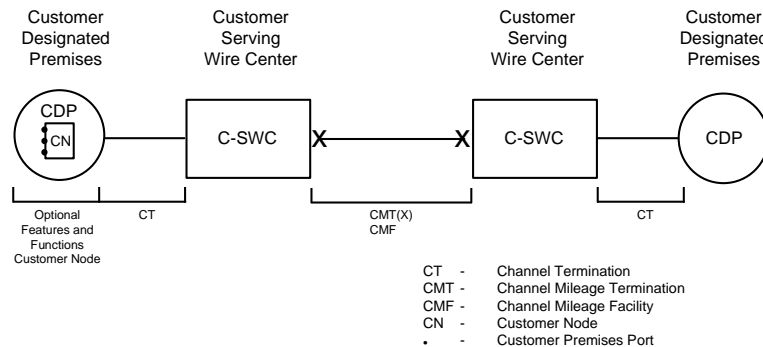 Customer
Designated
Premises
Customer
Serving
Wire Center
Customer
Serving
Wire Center
Customer
Designated
Premises
CDP
CN
C-SWC
X
X
C-SWC
CDP
Optional
Features and
Functions
Customer Node
CT
CMT(X)
CMF
CT
CT - Channel Termination
CMT - Channel Mileage Termination
CMF - Channel Mileage Facility
CN - Customer Node
• - Customer Premises Port